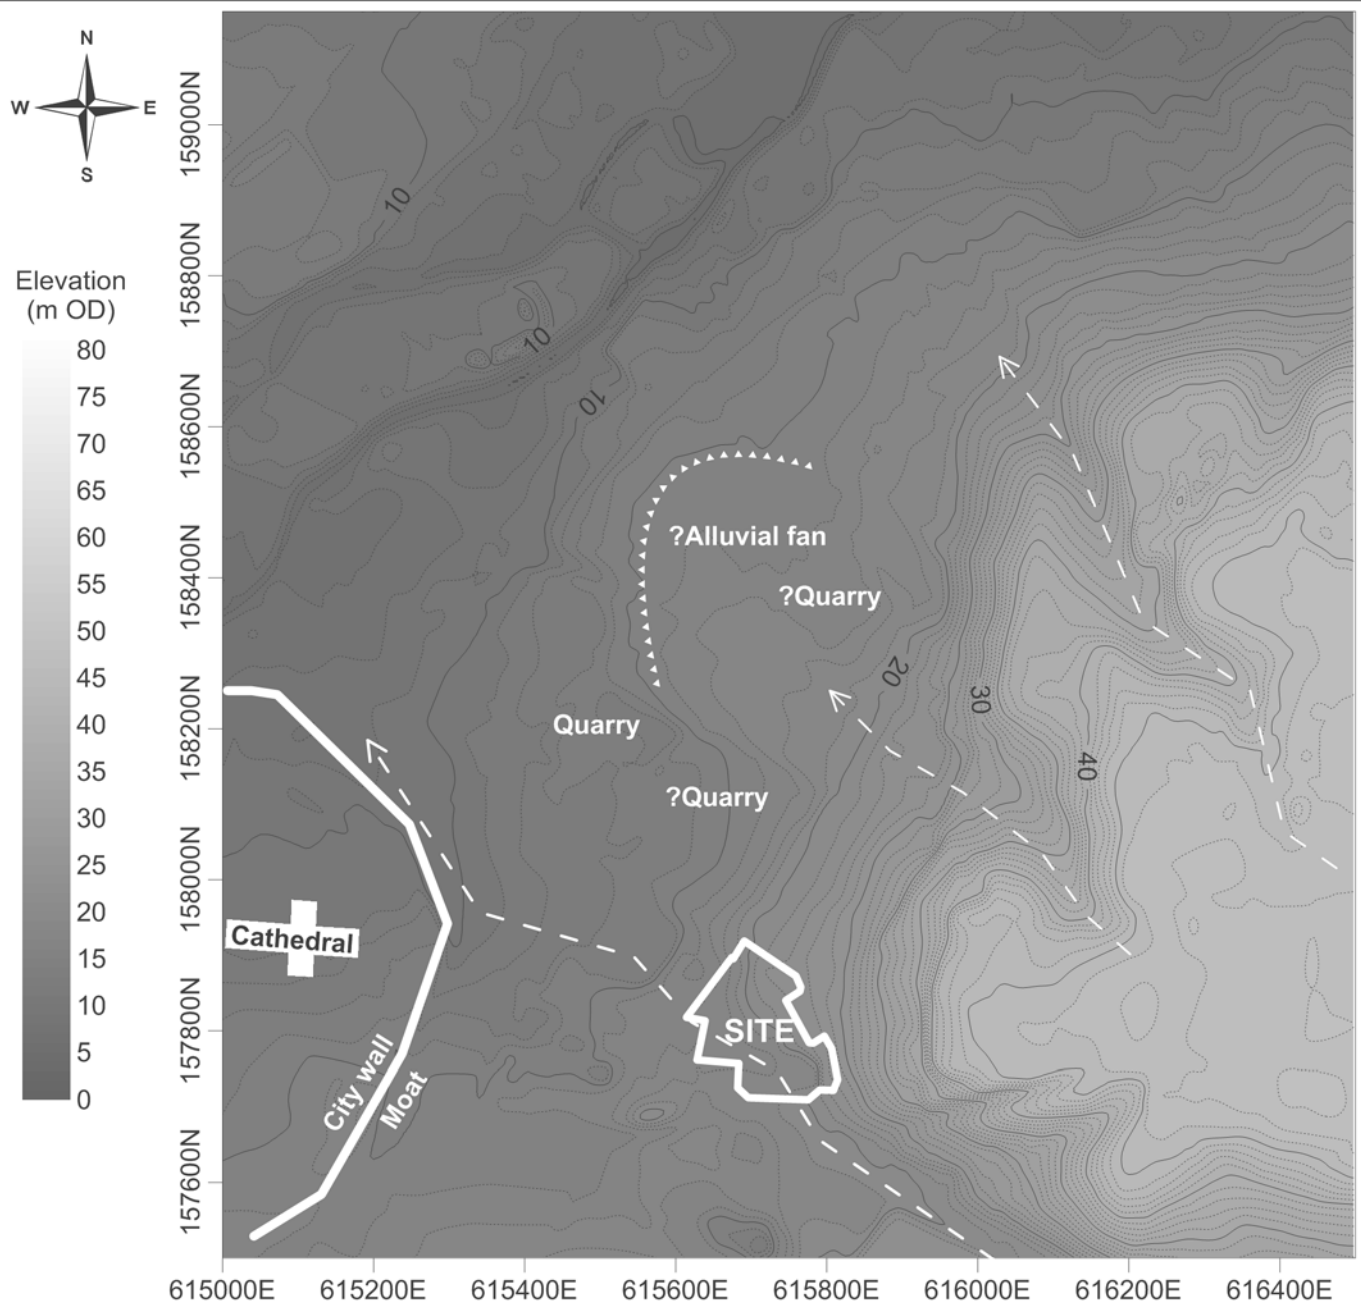 N
W E
S
Elevation
(m OD)
80
75
70
65
60
55
50
45
40
35
30
25
20
15
10
5
0
159000N
158800N
158600N
158400N
158200N
158000N
157800N
157600N
10
10
10
?Alluvial fan
?Quarry
20
30
Quarry
40
?Quarry
Cathedral
SITE
City wall
Moat
615000E 615200E 615400E 615600E 615800E 616000E 616200E 616400E